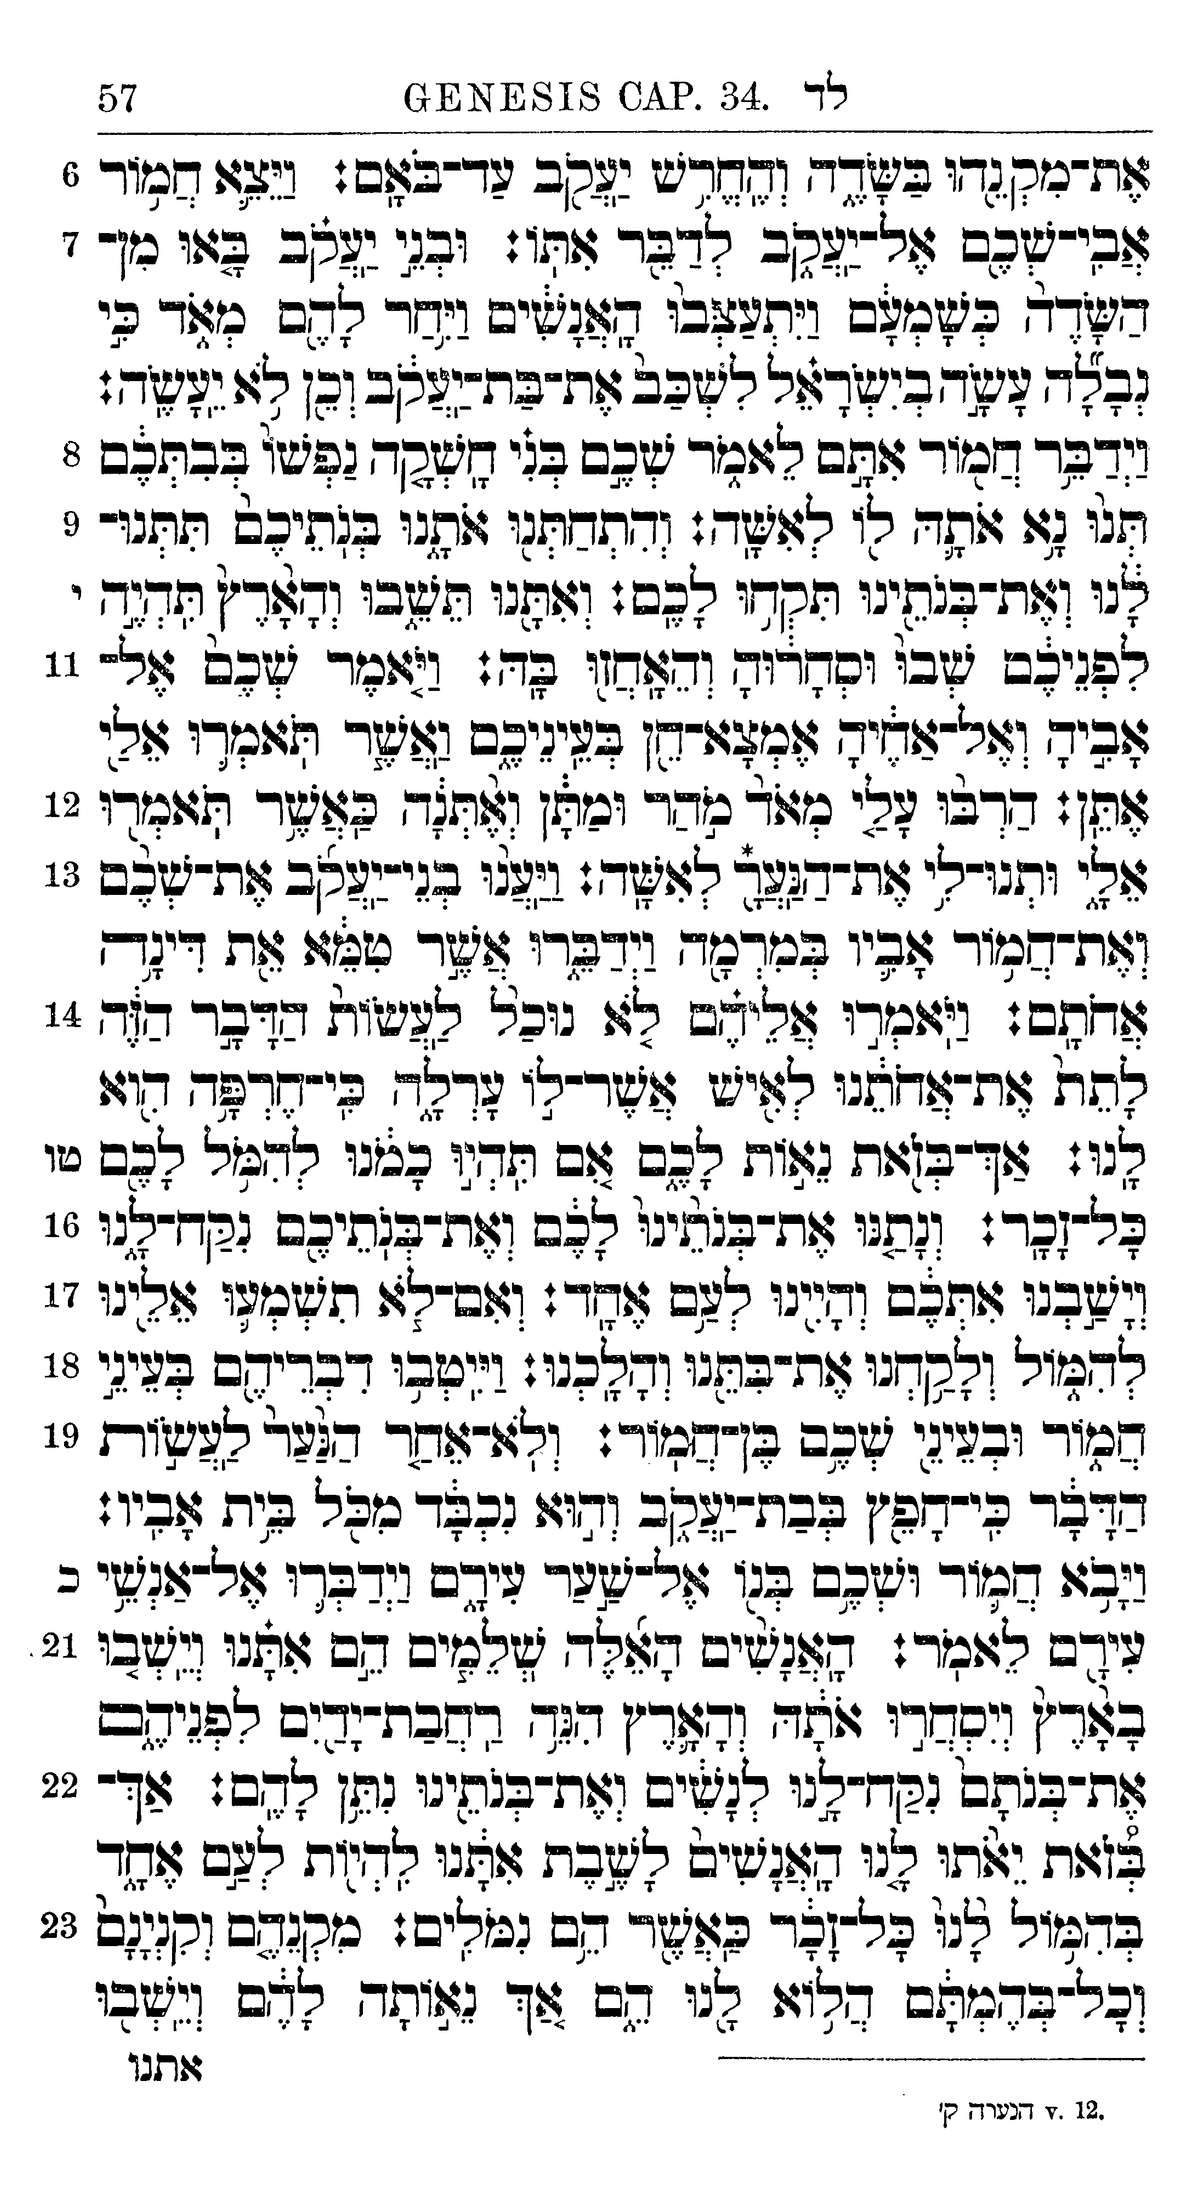 57 GENESIS CAP. 34. לד
6 אֶת־מִקְנֵ֖הוּ בַּשָּׂדֶ֑ה וְהֶֽחֱרִ֥שׁ יַֽעֲקֹ֖ב עַד־בֹּאָֽם׃ וַיֵּצֵ֛א חֲמ֥וֹר
7 אֲבִֽי־שְׁכֶ֖ם אֶֽל־יַֽעֲקֹ֑ב לְדַבֵּ֖ר אִתּֽוֹ׃ וּבְנֵ֨י יַֽעֲקֹ֜ב בָּ֤אוּ מִן־
הַשָּׂדֶה֙ כְּשָׁמְעָ֔ם וַיִּֽתְעַצְּבוּ֙ הָֽאֲנָשִׁ֔ים וַיִּ֥חַר לָהֶ֖ם מְאֹ֑ד כִּֽי־
נְבָלָ֞ה עָשָׂ֣ה בְיִשְׂרָאֵ֗ל לִשְׁכַּב֙ אֶת־בַּת־יַֽעֲקֹ֔ב וְכֵ֖ן לֹ֥א יֵֽעָשֶֽׂה׃
8 וַיְדַבֵּ֥ר חֲמ֖וֹר אִתָּ֣ם לֵאמֹ֑ר שְׁכֶ֣ם בְּנִ֗י חָֽשְׁקָ֤ה נַפְשׁוֹ֙ בְּבִתְּכֶ֔ם
9 תְּנ֨וּ נָ֥א אֹתָ֛הּ ל֖וֹ לְאִשָּֽׁה׃ וְהִֽתְחַתְּנ֖וּ אֹתָ֑נוּ בְּנֹֽתֵיכֶם֙ תִּתְּנוּ־
י לָ֔נוּ וְאֶת־בְּנֹתֵ֖ינוּ תִּקְח֥וּ לָכֶֽם׃ וְאִתָּ֖נוּ תֵּשֵׁ֑בוּ וְהָאָ֨רֶץ֙ תִּֽהְיֶ֣ה
11 לִפְנֵיכֶ֔ם שְׁבוּ֙ וּסְחָר֔וּהָ וְהֵאָֽחֲז֖וּ בָּֽהּ׃ וַיֹּ֤אמֶר שְׁכֶם֙ אֶל־
אָבִ֣יה וְאֶל־אַחֶ֔יהָ אֶמְצָא־חֵ֖ן בְּעֵֽינֵיכֶ֑ם וַֽאֲשֶׁ֥ר תֹּֽאמְר֛וּ אֵלַ֖י
12 אֶתֵּֽן׃ הַרְבּ֨וּ עָלַ֤י מְאֹד֙ מֹ֣הַר וּמַתָּ֔ן וְאֶ֨תְּנָ֔ה כַּֽאֲשֶׁ֥ר תֹּֽאמְר֖וּ
13 אֵלָ֑י וּתְנוּ־לִ֥י אֶת־הַֽנַּעֲרָ֖* לְאִשָּֽׁה׃ וַיַּֽעֲנ֨וּ בְנֵֽי־יַֽעֲקֹ֜ב אֶת־שְׁכֶ֨ם
וְאֶת־חֲמ֥וֹר אָבִ֛יו בְּמִרְמָ֖ה וַיְדַבֵּ֑רוּ אֲשֶׁ֣ר טִמֵּ֔א אֵ֖ת דִּינָ֥ה
14 אֲחֹתָֽם׃ וַיֹּֽאמְר֣וּ אֲלֵיהֶ֗ם לֹ֤א נוּכַל֙ לַֽעֲשׂוֹת֙ הַדָּבָ֣ר הַזֶּ֔ה
לָתֵת֙ אֶת־אֲחֹתֵ֔נוּ לְאִ֖ישׁ אֲשֶׁר־ל֣וֹ עָרְלָ֑ה כִּֽי־חֶרְפָּ֥ה הִ֖וא
טו לָֽנוּ׃ אַךְ־בְּזֹ֖את נֵא֣וֹת לָכֶ֑ם אִ֚ם תִּֽהְי֣וּ כָמֹ֔נוּ לְהִמֹּ֥ל לָכֶ֖ם
16 כָּל־זָכָֽר׃ וְנָתַ֤נּוּ אֶת־בְּנֹתֵ֨ינוּ֙ לָכֶ֔ם וְאֶת־בְּנֹֽתֵיכֶ֖ם נִקַּֽח־לָ֑נוּ
17 וְיָשַׁ֣בְנוּ אִתְּכֶ֔ם וְהָיִ֖ינוּ לְעַ֥ם אֶחָֽד׃ וְאִם־לֹ֧א תִשְׁמְע֛וּ אֵלֵ֖ינוּ
18 לְהִמּ֑וֹל וְלָקַ֥חְנוּ אֶת־בִּתֵּ֖נוּ וְהָלָֽכְנוּ׃ וַיִּֽיטְב֥וּ דִבְרֵיהֶ֖ם בְּעֵינֵ֣י
19 חֲמ֑וֹר וּבְעֵינֵ֖י שְׁכֶ֥ם בֶּן־חֲמֽוֹר׃ וְלֹֽא־אֵחַ֤ר הַנַּ֨עַר֙ לַֽעֲשׂ֣וֹת
הַדָּבָ֔ר כִּֽי־חָפֵ֖ץ בְּבַת־יַֽעֲקֹ֑ב וְה֣וּא נִכְבָּ֔ד מִכֹּ֖ל בֵּ֥ית אָבִֽיו׃
כ וַיָּבֹ֥א חֲמ֛וֹר וּשְׁכֶ֥ם בְּנ֖וֹ אֶל־שַׁ֣עַר עִירָ֑ם וַֽיְדַבְּר֛וּ אֶל־אַנְשֵׁ֥י
21 עִירָ֖ם לֵאמֹֽר׃ הָֽאֲנָשִׁ֨ים הָאֵ֜לֶּה שְֽׁלֵמִ֧ים הֵ֣ם אִתָּ֗נוּ וְיֵֽשְׁב֤וּ
בָאָ֨רֶץ֙ וְיִסְחֲר֣וּ אֹתָ֔הּ וְהָאָ֛רֶץ הִנֵּ֥ה רַֽחֲבַת־יָדַ֖יִם לִפְנֵיהֶ֑ם
22 אֶת־בְּנֹתָם֙ נִקַּֽח־לָ֣נוּ לְנָשִׁ֔ים וְאֶת־בְּנֹתֵ֖ינוּ נִתֵּ֥ן לָהֶֽם׃ אַךְ־
בְּ֠זֹאת יֵאֹ֨תוּ לָ֤נוּ הָֽאֲנָשִׁים֙ לָשֶׁ֣בֶת אִתָּ֔נוּ לִֽהְי֖וֹת לְעַ֣ם אֶחָ֑ד
23 בְּהִמּ֥וֹל לָ֨נוּ֙ כָּל־זָכָ֔ר כַּֽאֲשֶׁ֖ר הֵ֥ם נִמֹּלִֽים׃ מִקְנֵהֶ֤ם וְקִנְיָנָם֙
וְכָל־בְּהֶמְתָּ֔ם הֲל֥וֹא לָ֖נוּ הֵ֑ם אַ֚ךְ נֵא֣וֹתָה לָהֶ֔ם וְיֵֽשְׁב֖וּ
אתנו
v. 12. הנערה ק׳